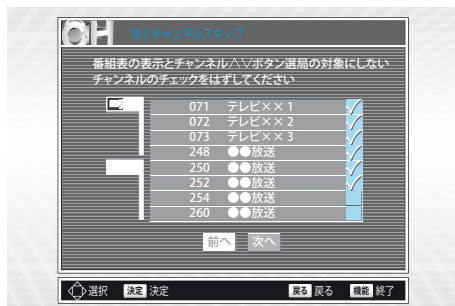 CH 地上チャンネルスキップ
番組表の表示とチャンネル∧∨ボタン選局の対象にしない
チャンネルのチェックをはずしてください
071 テレビ××1
072 テレビ××2
073 テレビ××3
248 ●●放送
250 ●●放送
252 ●●放送
254 ●●放送
260 ●●放送
前へ 次へ
選択 決定 決定 戻る 戻る 機能 終了